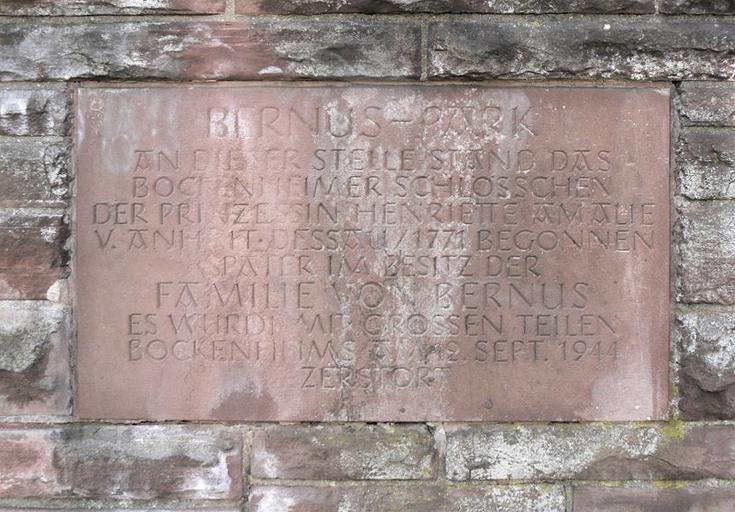 BERNUS-PARK
AN DIESER STELLE STAND DAS
BOCKENHEIMER SCHLÖSSCHEN
DER PRINZESSIN HENRIETTE AMALIE
V. ANHALT-DESSAU / 1771 BEGONNEN
SPÄTER IM BESITZ DER
FAMILIE VON BERNUS
ES WURDE MIT GROSSEN TEILEN
BOCKENHEIMS AM 12. SEPT. 1944
ZERSTÖRT